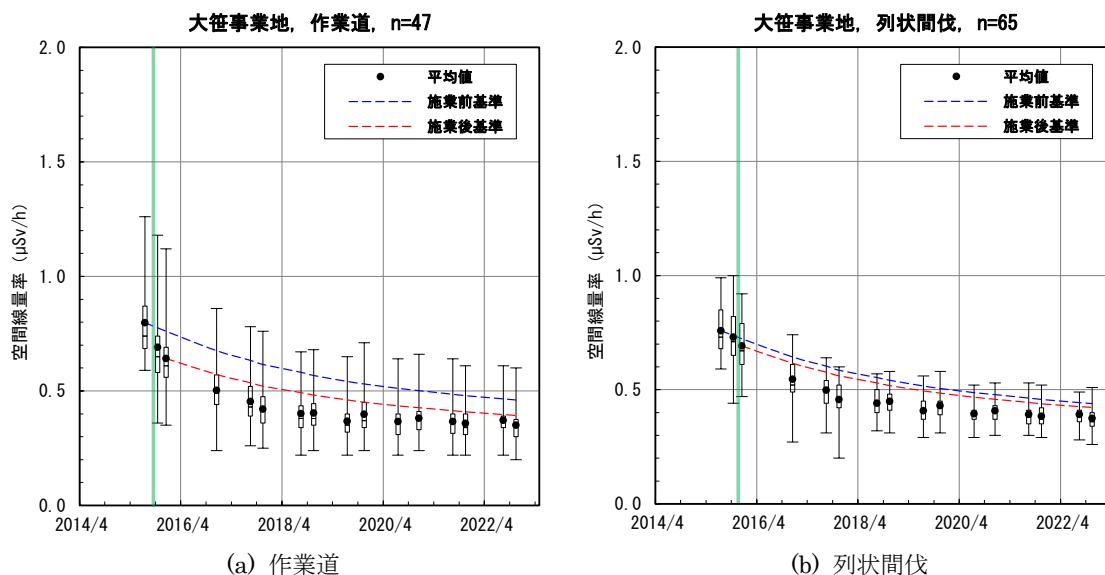 大笹事業地, 作業道, n=47
空間線量率 (μSv/h)
2.0
1.5
1.0
0.5
0.0
平均値
施業前基準
施業後基準
2014/4 2016/4 2018/4 2020/4 2022/4
(a) 作業道
大笹事業地, 列状間伐, n=65
空間線量率 (μSv/h)
2.0
1.5
1.0
0.5
0.0
平均値
施業前基準
施業後基準
2014/4 2016/4 2018/4 2020/4 2022/4
(b) 列状間伐